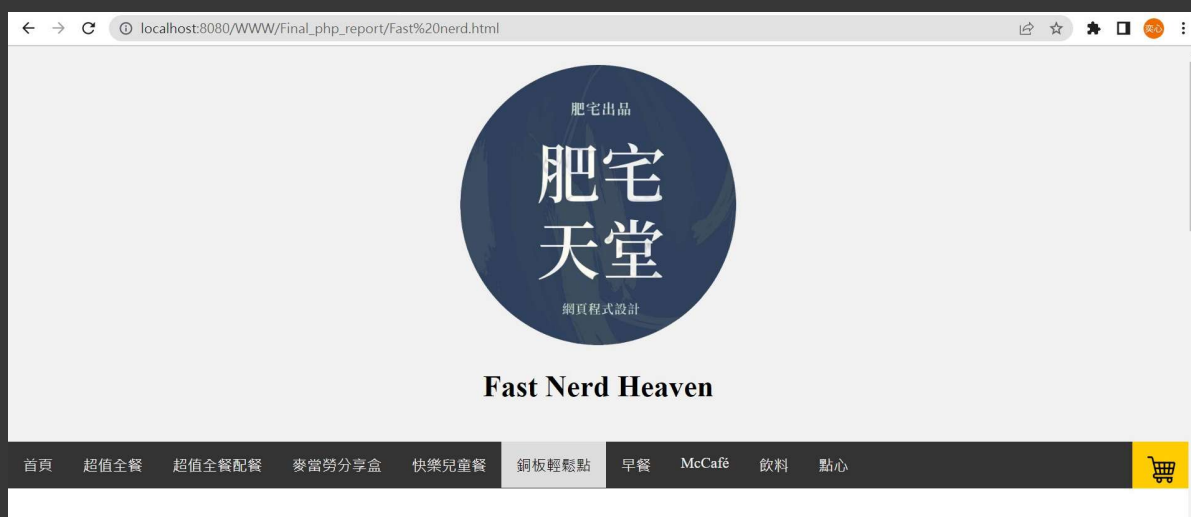 localhost:8080/WWW/Final_php_report/Fast%20nerd.html
奕心
肥宅出品
肥宅
天堂
網頁程式設計
Fast Nerd Heaven
首頁 超值全餐 超值全餐配餐 麥當勞分享盒 快樂兒童餐 銅板輕鬆點 早餐 McCafé 飲料 點心